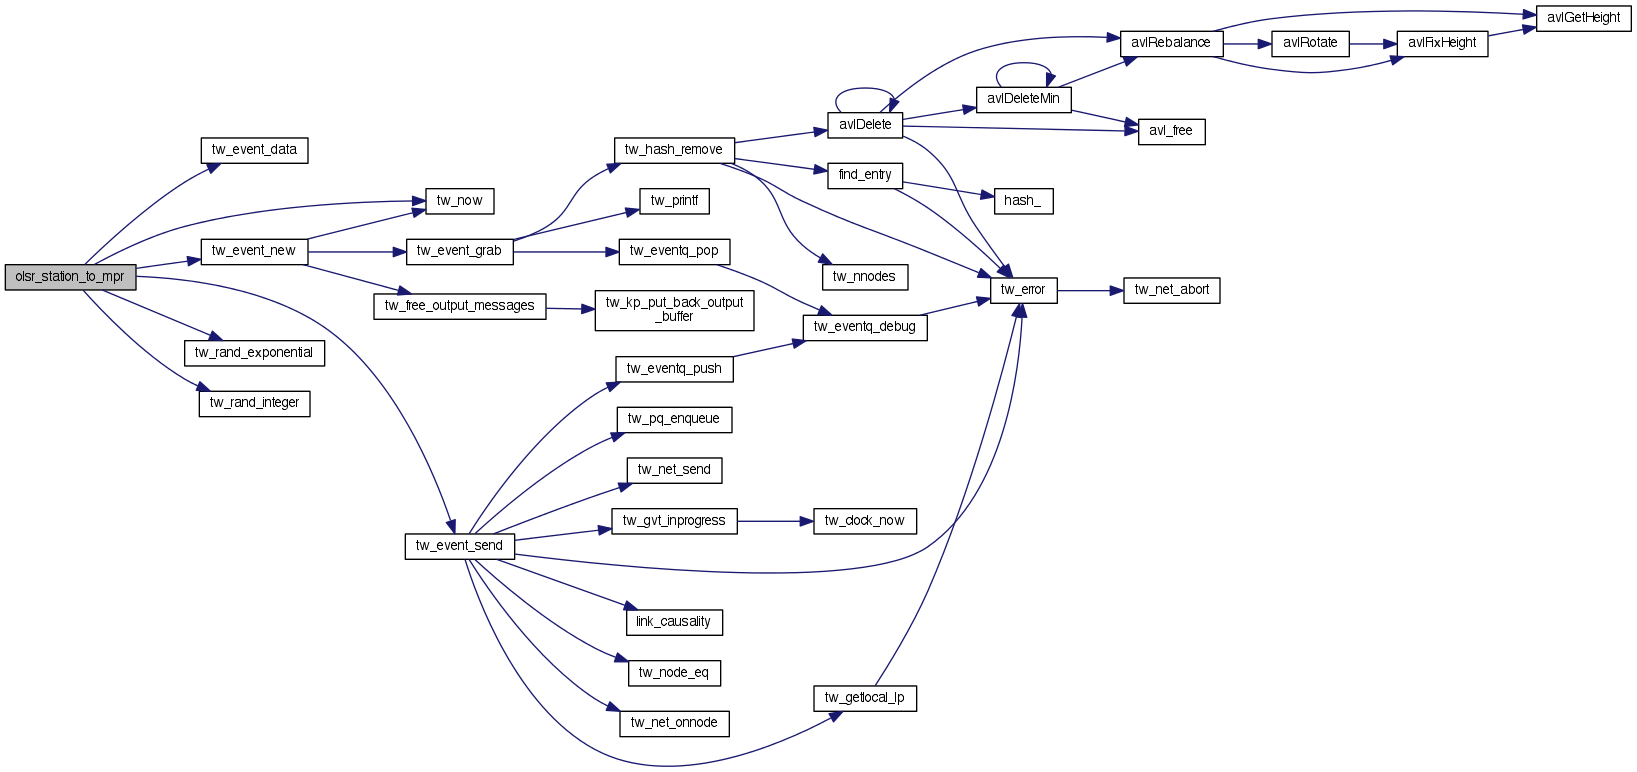 avlGetHeight
avlRebalance
avlRotate
avlFixHeight
avlDeleteMin
avlDelete
avl_free
tw_event_data
tw_hash_remove
find_entry
tw_now
tw_printf
hash_
tw_event_new
tw_event_grab
tw_eventq_pop
olsr_station_to_mpr
tw_nnodes
tw_error
tw_net_abort
tw_free_output_messages
tw_kp_put_back_output
_buffer
tw_eventq_debug
tw_rand_exponential
tw_eventq_push
tw_rand_integer
tw_pq_enqueue
tw_net_send
tw_gvt_inprogress
tw_clock_now
tw_event_send
link_causality
tw_node_eq
tw_getlocal_lp
tw_net_onnode